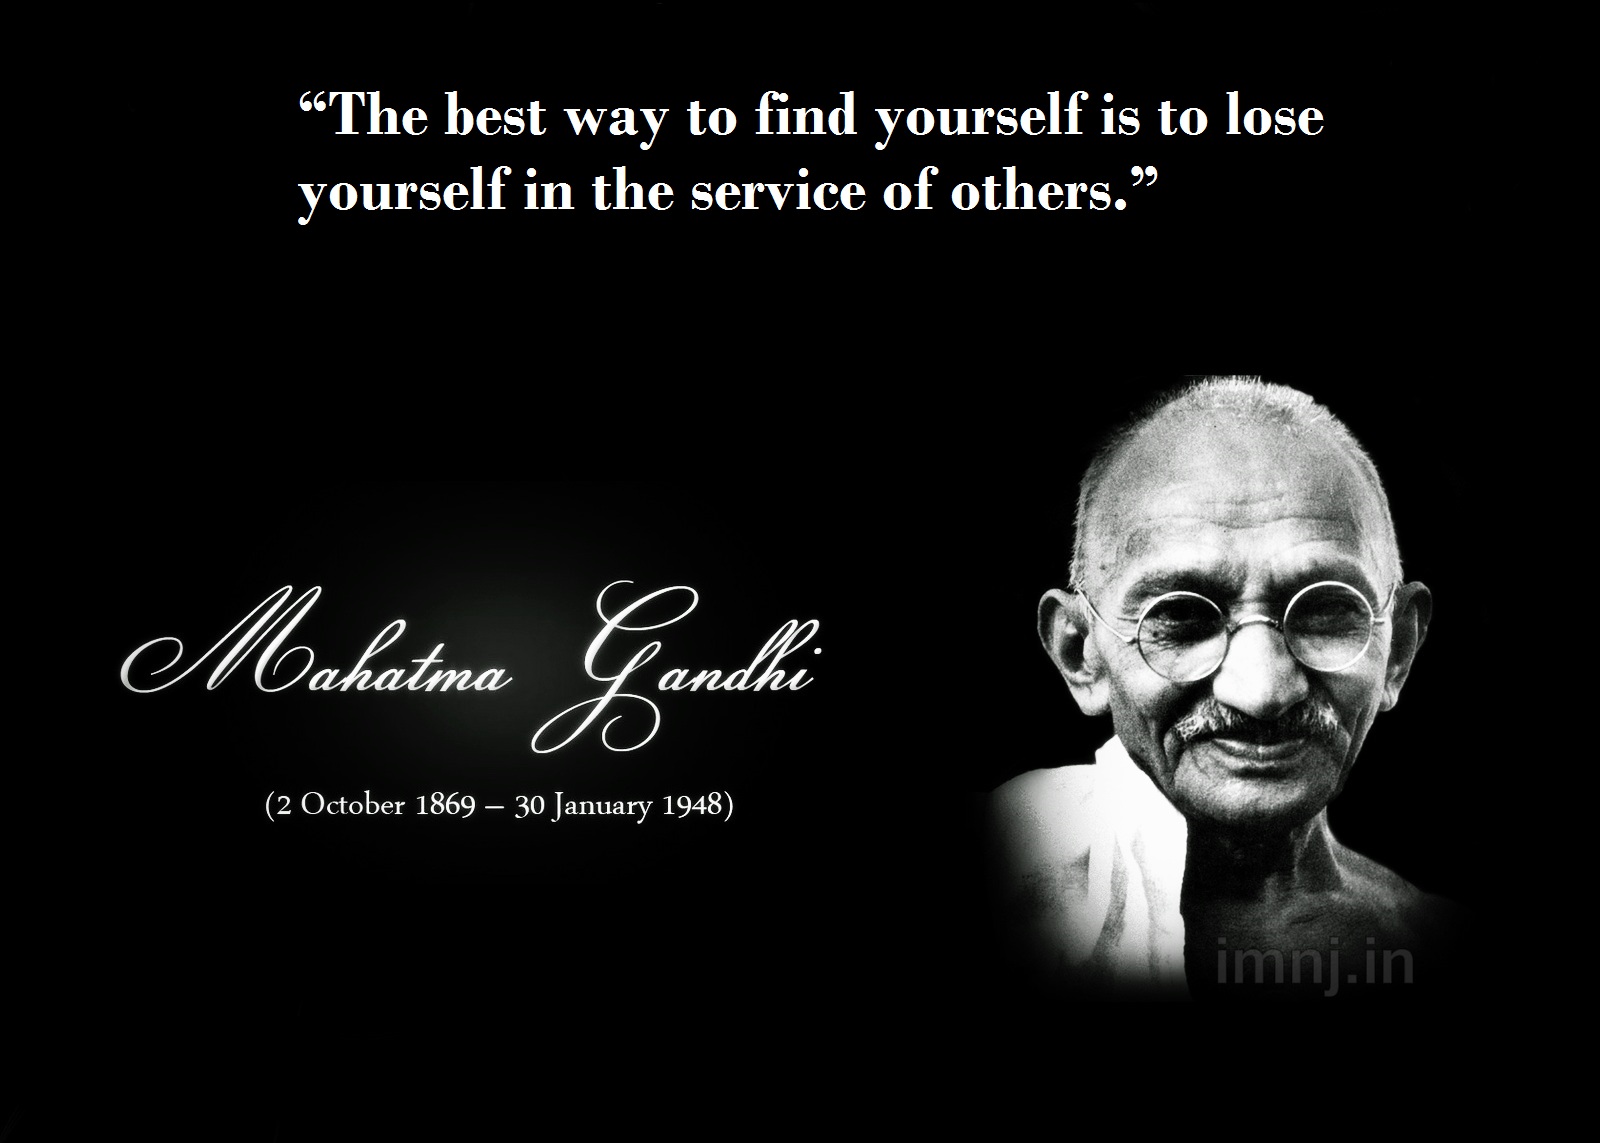 “The best way to find yourself is to lose
yourself in the service of others.”
Mahatma Gandhi
(2 October 1869 – 30 January 1948)
imnj.in